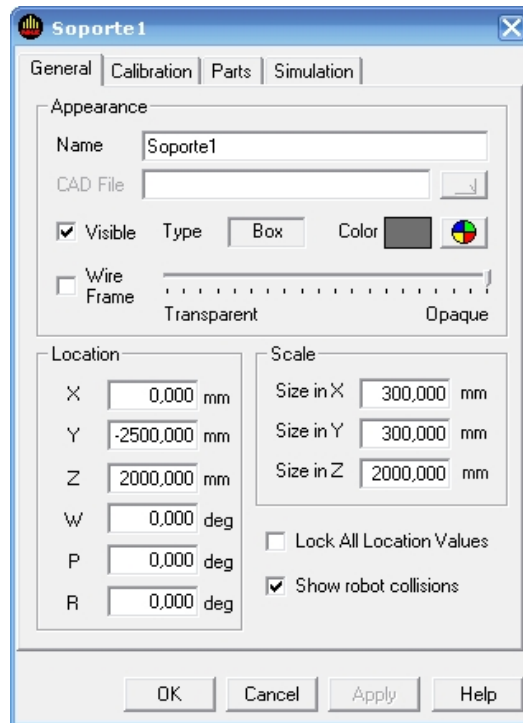 Soporte1
General Calibration Parts Simulation
Appearance
Name Soporte1
CAD File
Visible Type Box Color
Wire Frame
Transparent Opaque
Location
X 0,000 mm
Y -2500,000 mm
Z 2000,000 mm
W 0,000 deg
P 0,000 deg
R 0,000 deg
Scale
Size in X 300,000 mm
Size in Y 300,000 mm
Size in Z 2000,000 mm
Lock All Location Values
Show robot collisions
OK Cancel Apply Help